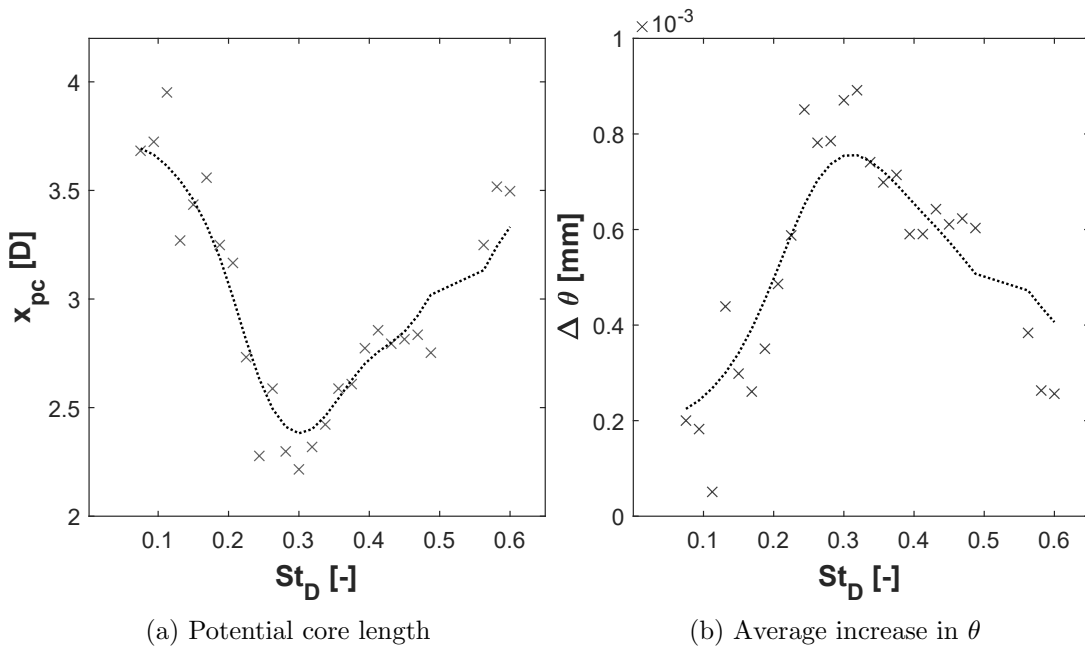 4
3.5
3
2.5
2
x_pc [D]
0.1 0.2 0.3 0.4 0.5 0.6
St_D [-]
(a) Potential core length
×10^-3
1
0.8
0.6
0.4
0.2
0
Δ θ [mm]
0.1 0.2 0.3 0.4 0.5 0.6
St_D [-]
(b) Average increase in θ